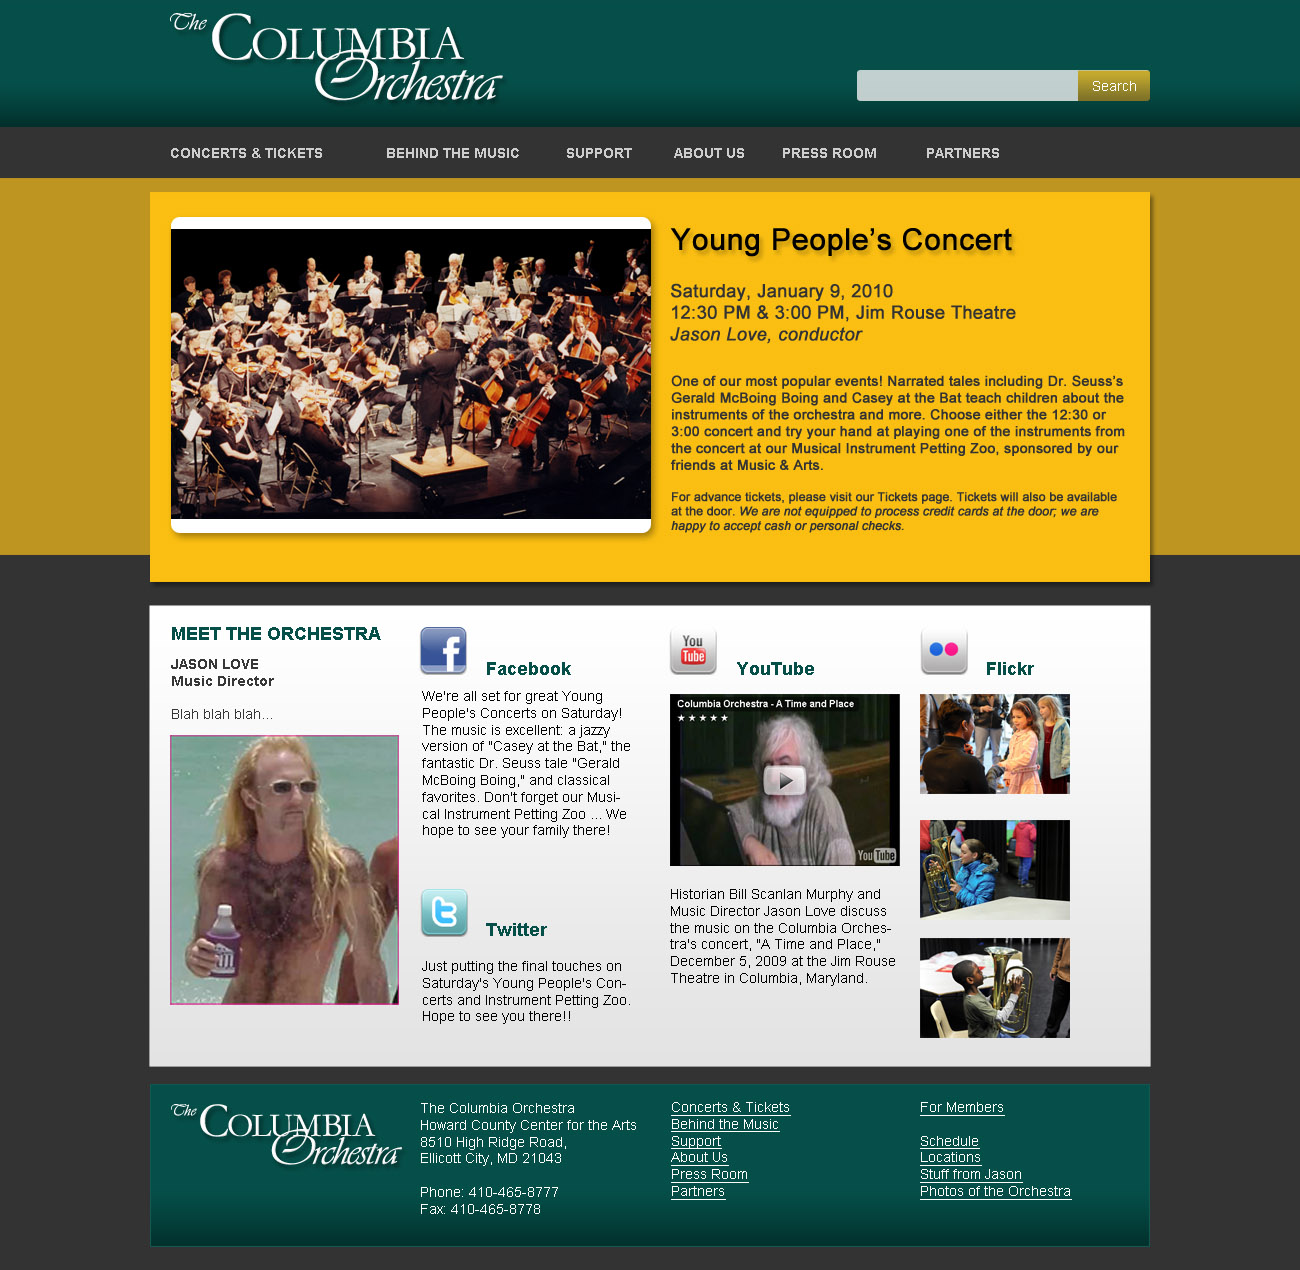 The Columbia
Orchestra
Search
CONCERTS & TICKETS
BEHIND THE MUSIC
SUPPORT
ABOUT US
PRESS ROOM
PARTNERS
Young People's Concert
Saturday, January 9, 2010
12:30 PM & 3:00 PM, Jim Rouse Theatre
Jason Love, conductor
One of our most popular events! Narrated tales including Dr. Seuss's
Gerald McBoing Boing and Casey at the Bat teach children about the
instruments of the orchestra and more. Choose either the 12:30 or
3:00 concert and try your hand at playing one of the instruments from
the concert at our Musical Instrument Petting Zoo, sponsored by our
friends at Music & Arts.
For advance tickets, please visit our Tickets page. Tickets will also be available
at the door. We are not equipped to process credit cards at the door; we are
happy to accept cash or personal checks.
MEET THE ORCHESTRA
JASON LOVE
Music Director
Blah blah blah...
f
Facebook
We're all set for great Young
People's Concerts on Saturday!
The music is excellent: a jazzy
version of "Casey at the Bat," the
fantastic Dr. Seuss tale "Gerald
McBoing Boing," and classical
favorites. Don't forget our Musi-
cal Instrument Petting Zoo ... We
hope to see your family there!
t
Twitter
Just putting the final touches on
Saturday's Young People's Con-
certs and Instrument Petting Zoo.
Hope to see you there!!
You
Tube
YouTube
Columbia Orchestra - A Time and Place
YouTube
Historian Bill Scanlan Murphy and
Music Director Jason Love discuss
the music on the Columbia Orches-
tra's concert, "A Time and Place,"
December 5, 2009 at the Jim Rouse
Theatre in Columbia, Maryland.
Flickr
The Columbia
Orchestra
The Columbia Orchestra
Howard County Center for the Arts
8510 High Ridge Road,
Ellicott City, MD 21043
Phone: 410-465-8777
Fax: 410-465-8778
Concerts & Tickets
Behind the Music
Support
About Us
Press Room
Partners
For Members
Schedule
Locations
Stuff from Jason
Photos of the Orchestra